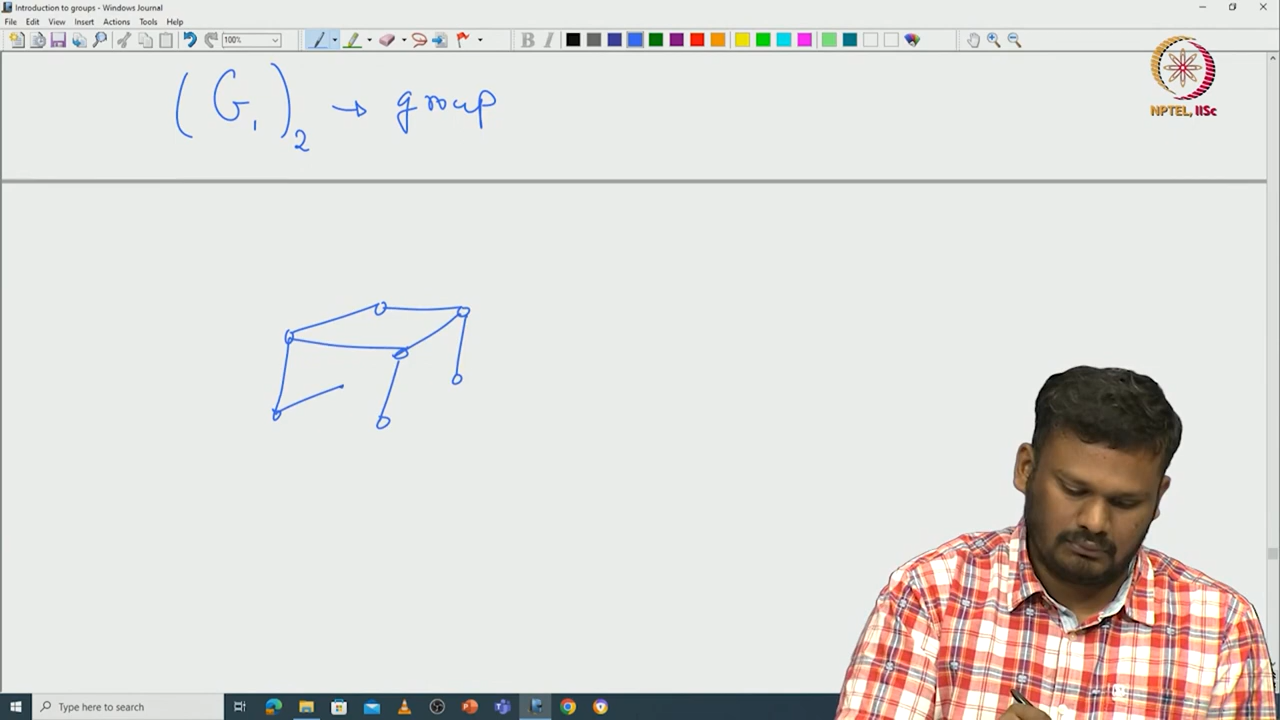 Introduction to groups - Windows Journal
File Edit View Insert Actions Tools Help
100% B I
(G₁)₂ → group
NPTEL, IISc
Type here to search